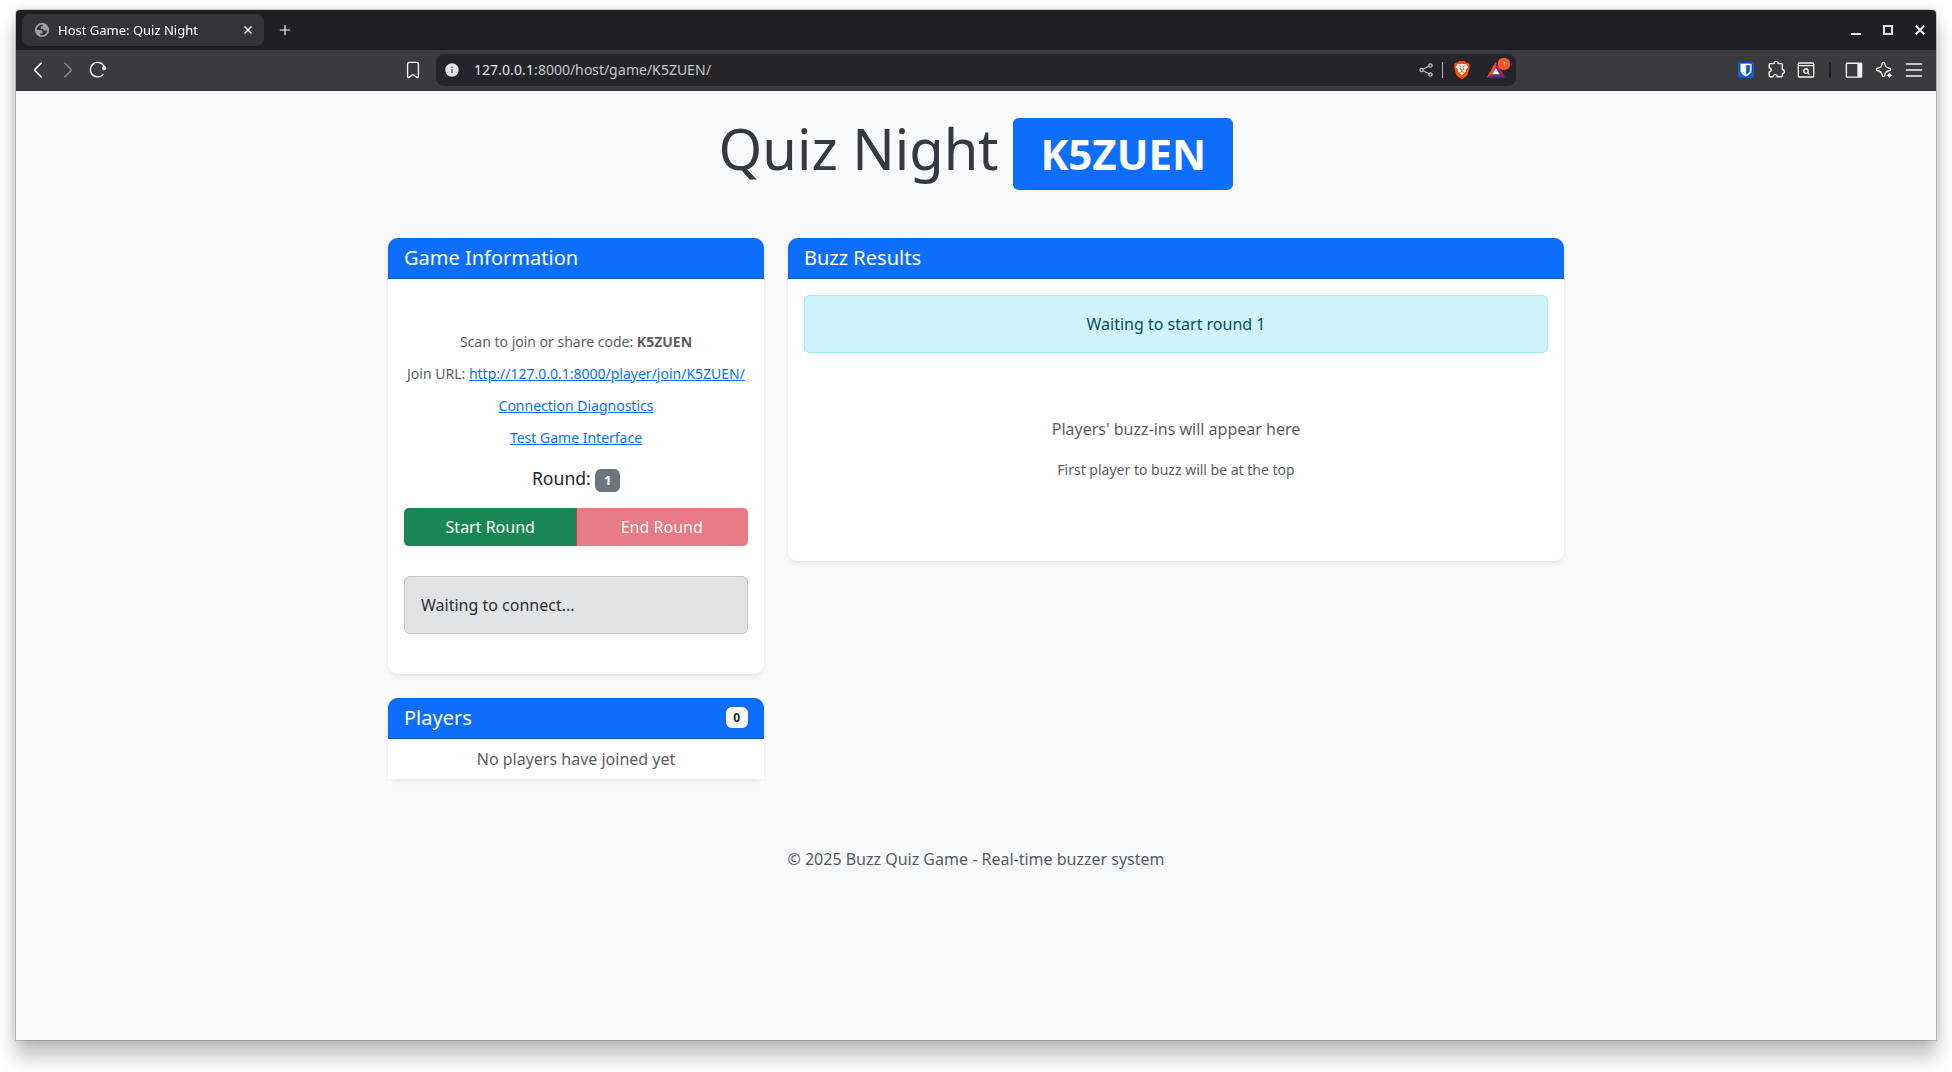 Host Game: Quiz Night
127.0.0.1:8000/host/game/K5ZUEN/
Quiz Night K5ZUEN
Game Information
Scan to join or share code: K5ZUEN
Join URL: http://127.0.0.1:8000/player/join/K5ZUEN/
Connection Diagnostics
Test Game Interface
Round: 1
Start Round End Round
Waiting to connect...
Players 0
No players have joined yet
Buzz Results
Waiting to start round 1
Players' buzz-ins will appear here
First player to buzz will be at the top
© 2025 Buzz Quiz Game - Real-time buzzer system